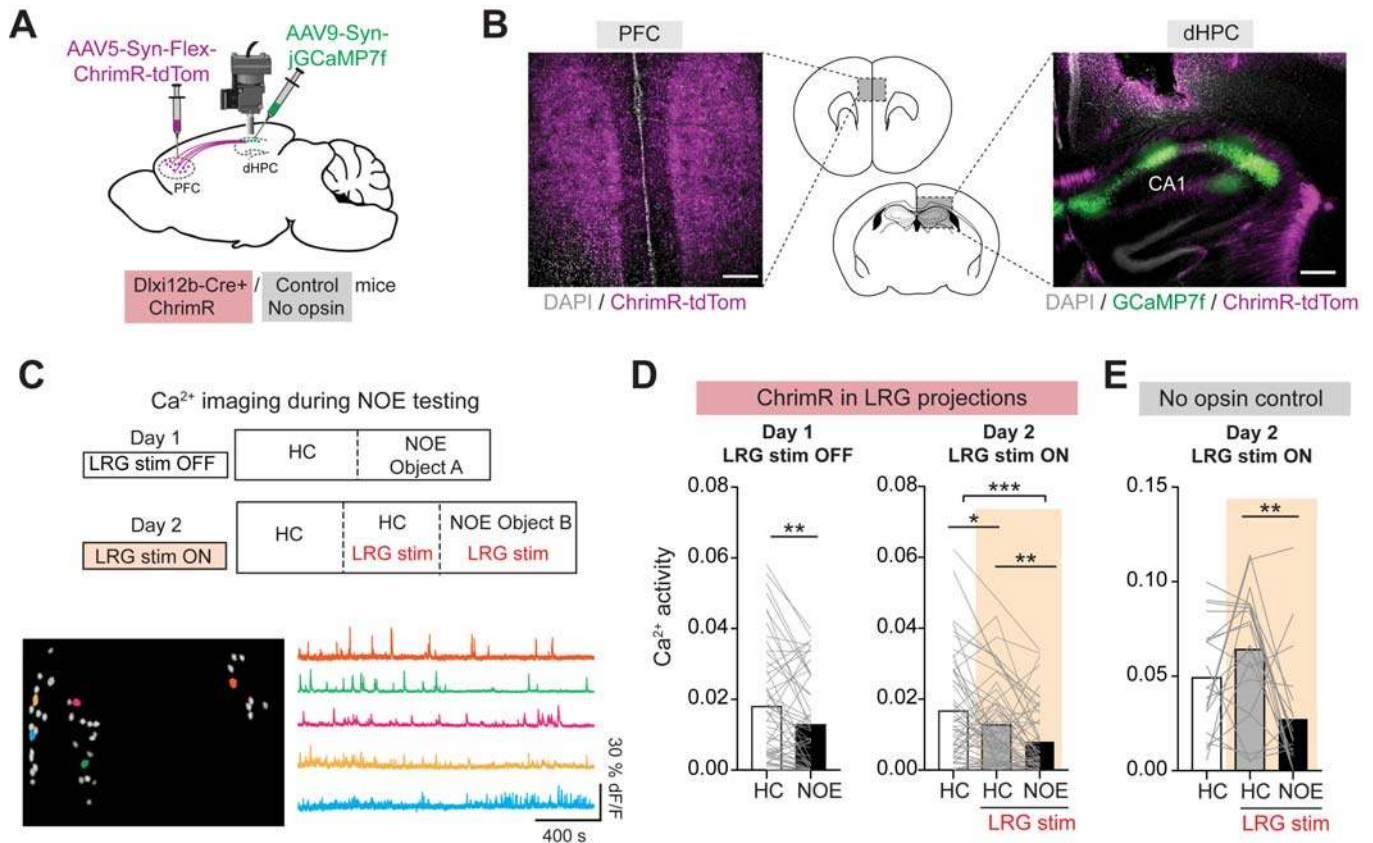 A
AAV5-Syn-Flex-
ChrimR-tdTom
AAV9-Syn-
jGCaMP7f
PFC
dHPC
Dlxi12b-Cre+
ChrimR
/
Control
No opsin
mice
B
PFC
dHPC
CA1
DAPI / ChrimR-tdTom
DAPI / GCaMP7f / ChrimR-tdTom
C
Ca²⁺ imaging during NOE testing
Day 1
LRG stim OFF
HC
NOE
Object A
Day 2
LRG stim ON
HC
HC
LRG stim
NOE Object B
LRG stim
30 % dF/F
400 s
D
ChrimR in LRG projections
Day 1
LRG stim OFF
Ca²⁺ activity
0.08
0.06
0.04
0.02
0.00
**
HC NOE
Day 2
LRG stim ON
0.08
0.06
0.04
0.02
0.00
***
*
**
HC HC NOE
LRG stim
E
No opsin control
Day 2
LRG stim ON
0.15
0.10
0.05
0.00
**
HC HC NOE
LRG stim